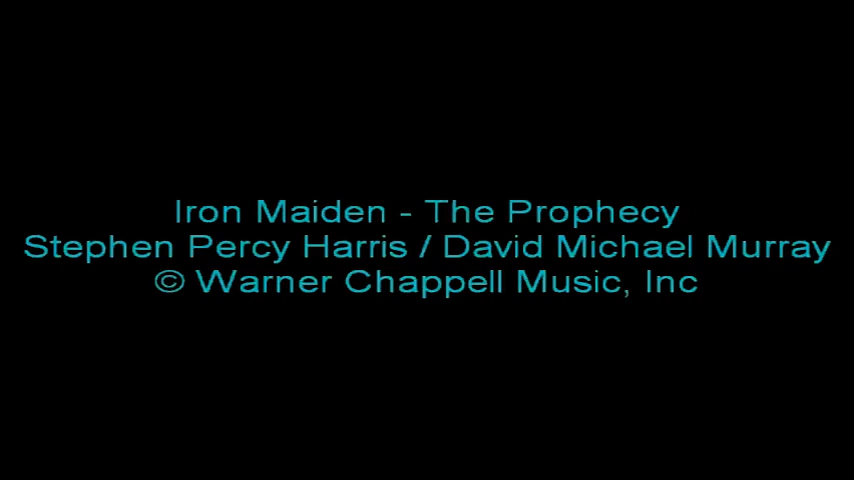 Iron Maiden - The Prophecy
Stephen Percy Harris / David Michael Murray
© Warner Chappell Music, Inc